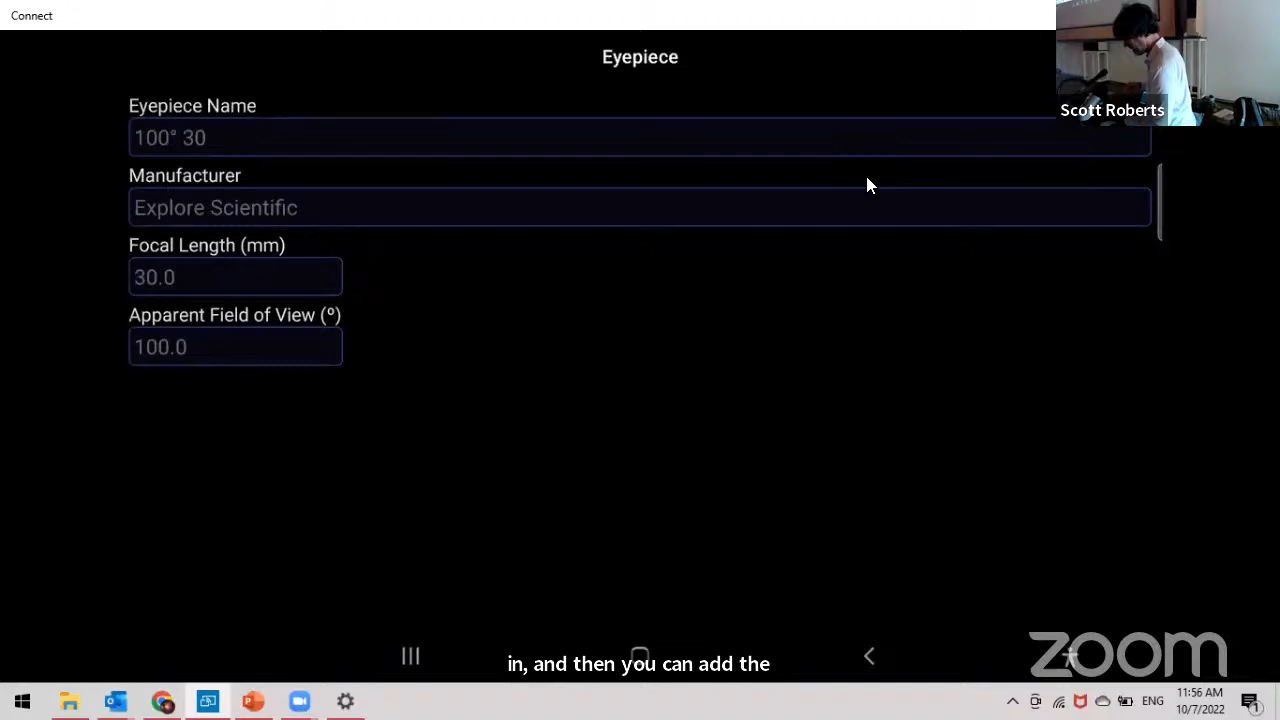 Connect
Eyepiece
Scott Roberts
Eyepiece Name
100° 30
Manufacturer
Explore Scientific
Focal Length (mm)
30.0
Apparent Field of View (º)
100.0
in, and then you can add the
zoom
ENG
11:56 AM
10/7/2022
1